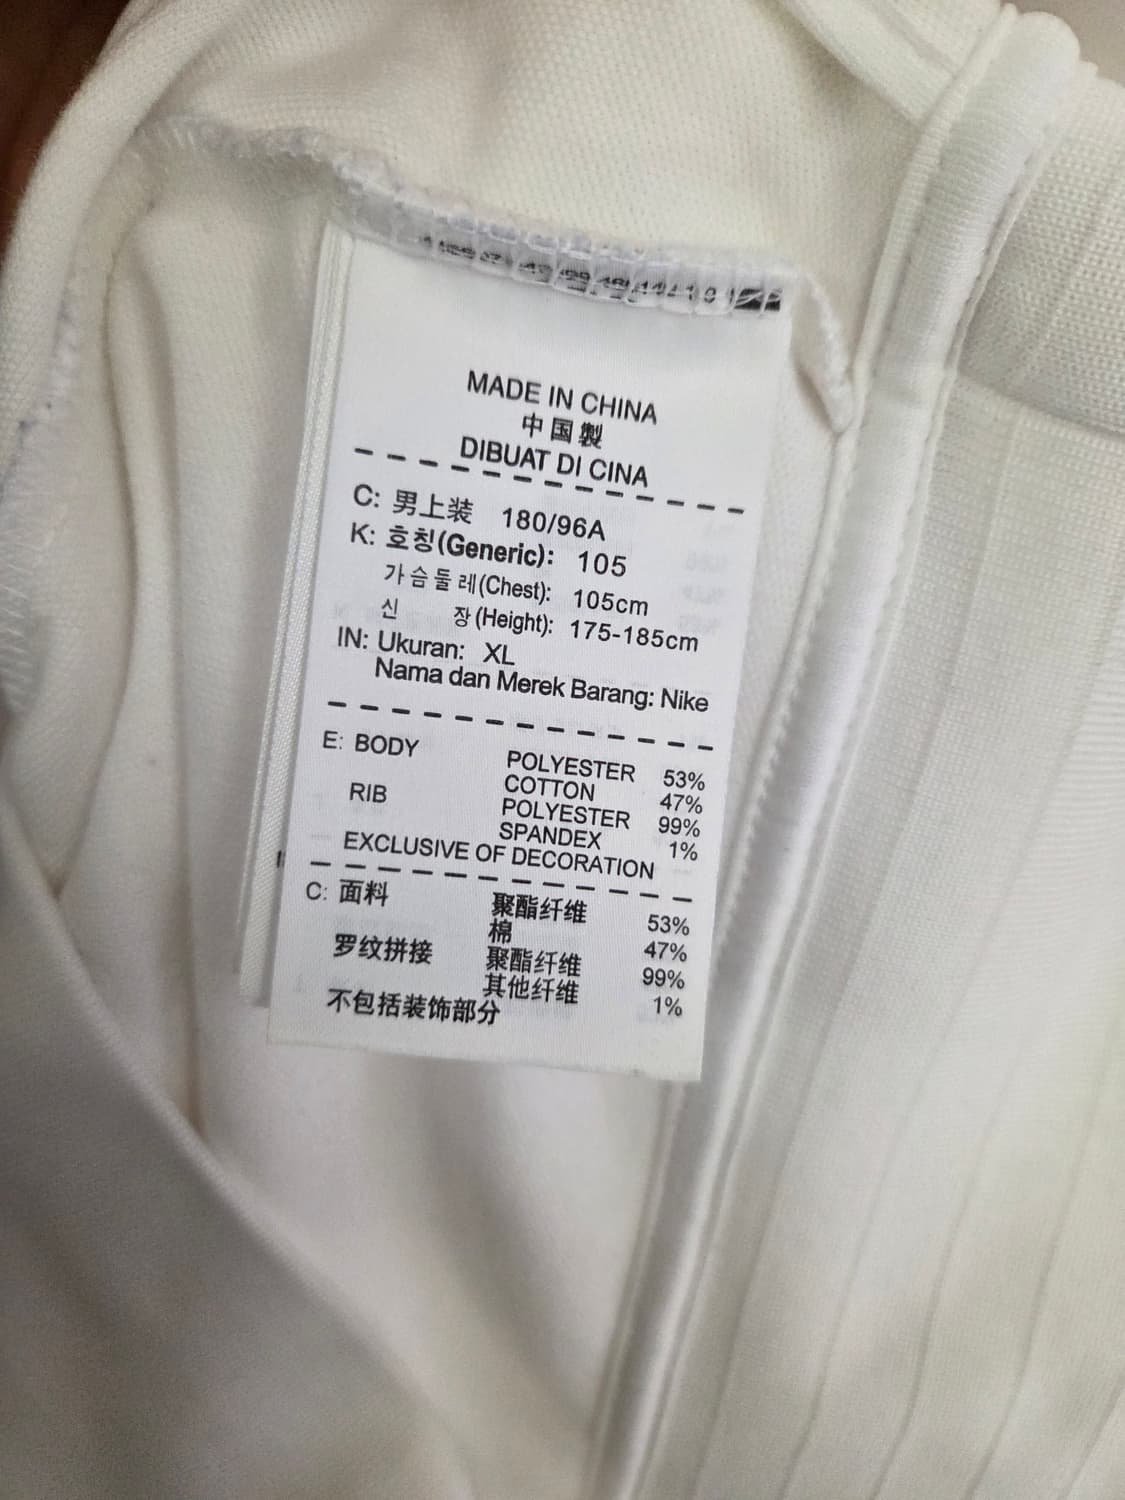 MADE IN CHINA
中国製
DIBUAT DI CINA
C: 男上装 180/96A
K: 호칭(Generic): 105
가슴둘레(Chest): 105cm
신 장(Height): 175-185cm
IN: Ukuran: XL
Nama dan Merek Barang: Nike
E: BODY POLYESTER 53%
COTTON 47%
RIB POLYESTER 99%
SPANDEX 1%
EXCLUSIVE OF DECORATION
C: 面料 聚酯纤维 53%
棉 47%
罗纹拼接 聚酯纤维 99%
其他纤维 1%
不包括装饰部分